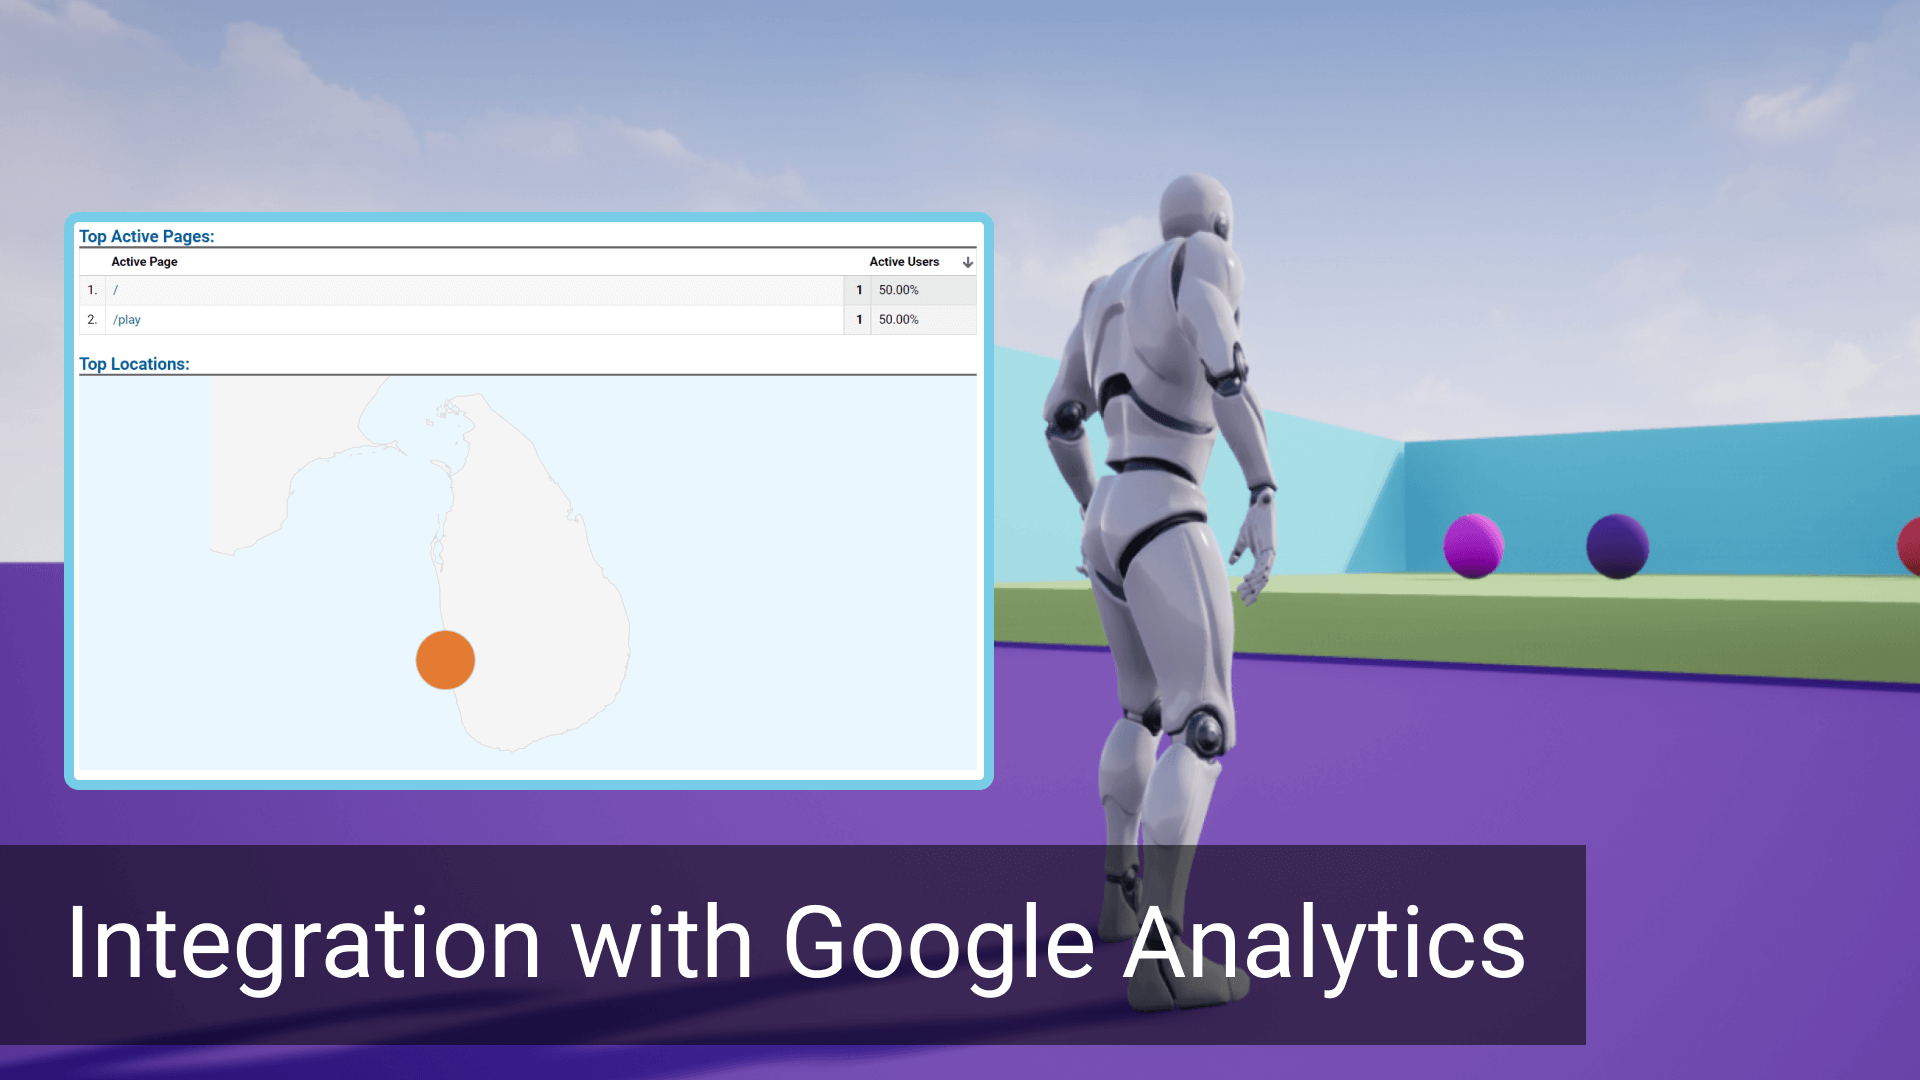 Top Active Pages:
Active Page Active Users
1. / 1 50.00%
2. /play 1 50.00%
Top Locations:
Integration with Google Analytics